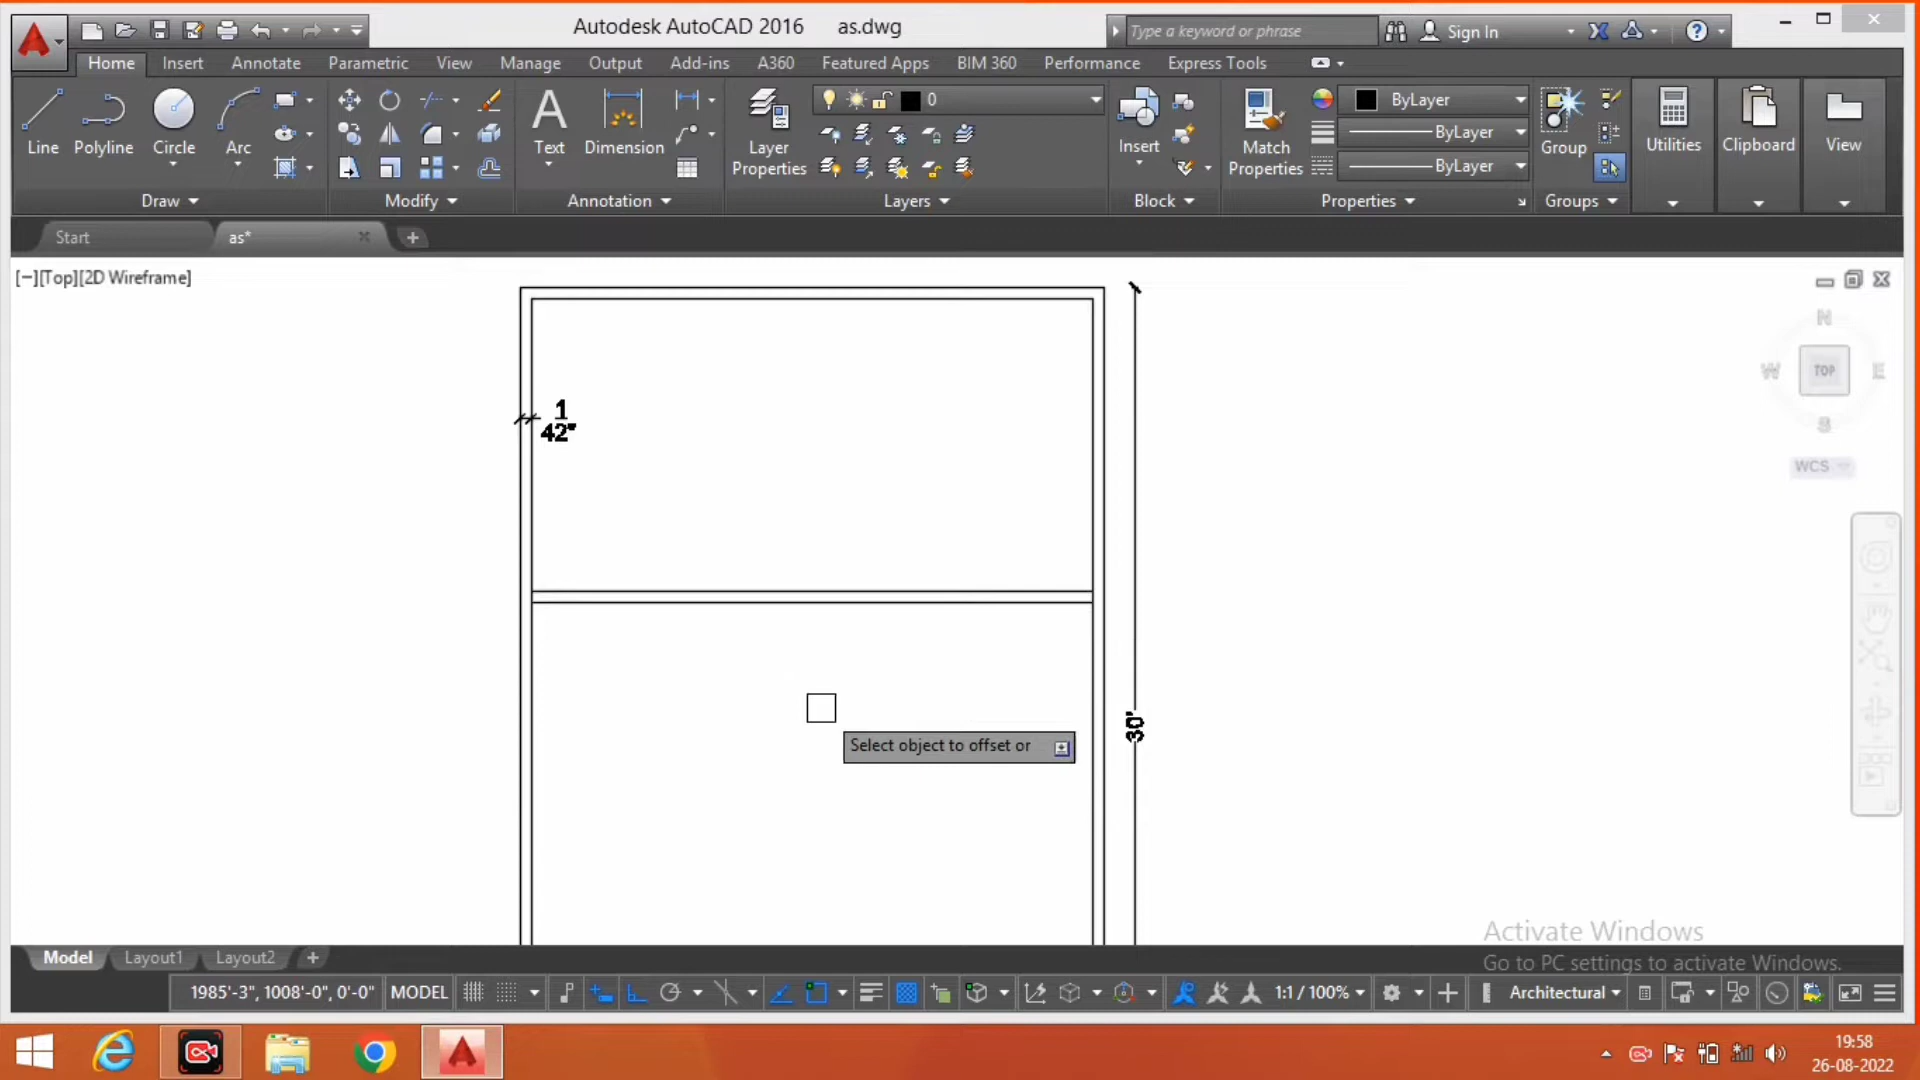 Autodesk AutoCAD 2016 as.dwg
Type a keyword or phrase
Sign In
Home Insert Annotate Parametric View Manage Output Add-ins A360 Featured Apps BIM 360 Performance Express Tools
Line Polyline Circle Arc
Text Dimension
Layer Properties
0
Insert
Match Properties
ByLayer
ByLayer
ByLayer
Group
Utilities
Clipboard
View
Draw Modify Annotation Layers Block Properties Groups
Start as*
[−][Top][2D Wireframe]
N
W TOP E
S
WCS
1
42"
30'
Select object to offset or
Activate Windows
Go to PC settings to activate Windows.
Model Layout1 Layout2
1985'-3", 1008'-0", 0'-0" MODEL 1:1 / 100% Architectural
19:58
26-08-2022